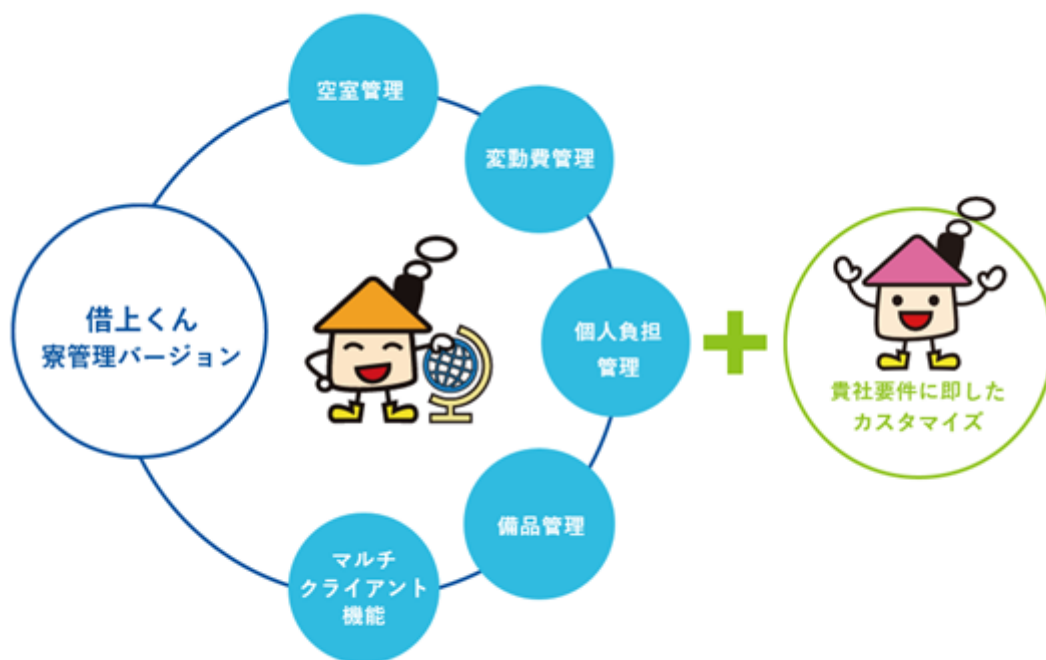 空室管理
変動費管理
借上くん
寮管理バージョン
個人負担
管理
備品管理
マルチ
クライアント
機能
貴社要件に即した
カスタマイズ